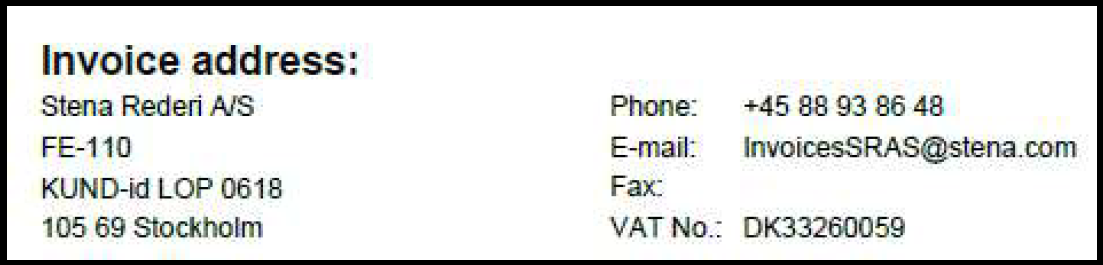 Invoice address:
Stena Rederi A/S
FE-110
KUND-id LOP 0618
105 69 Stockholm
Phone: +45 88 93 86 48
E-mail: InvoicesSRAS@stena.com
Fax:
VAT No.: DK33260059